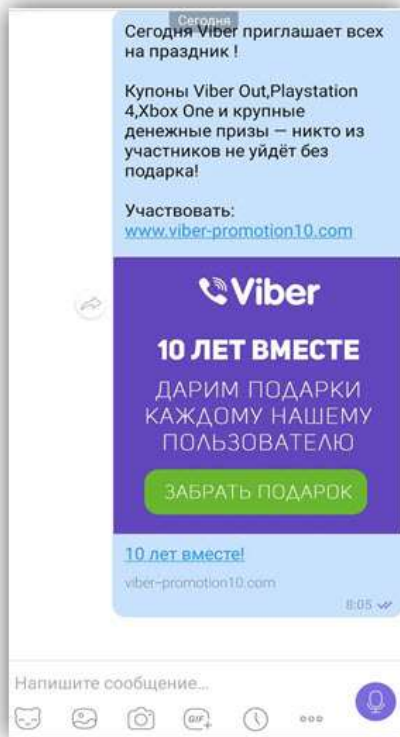 Сегодня
Сегодня Viber приглашает всех
на праздник !
Купоны Viber Out,Playstation
4,Xbox One и крупные
денежные призы — никто из
участников не уйдёт без
подарка!
Участвовать:
www.viber-promotion10.com
Viber
10 ЛЕТ ВМЕСТЕ
ДАРИМ ПОДАРКИ
КАЖДОМУ НАШЕМУ
ПОЛЬЗОВАТЕЛЮ
ЗАБРАТЬ ПОДАРОК
10 лет вместе!
viber-promotion10.com
8:05
Напишите сообщение...
GIF